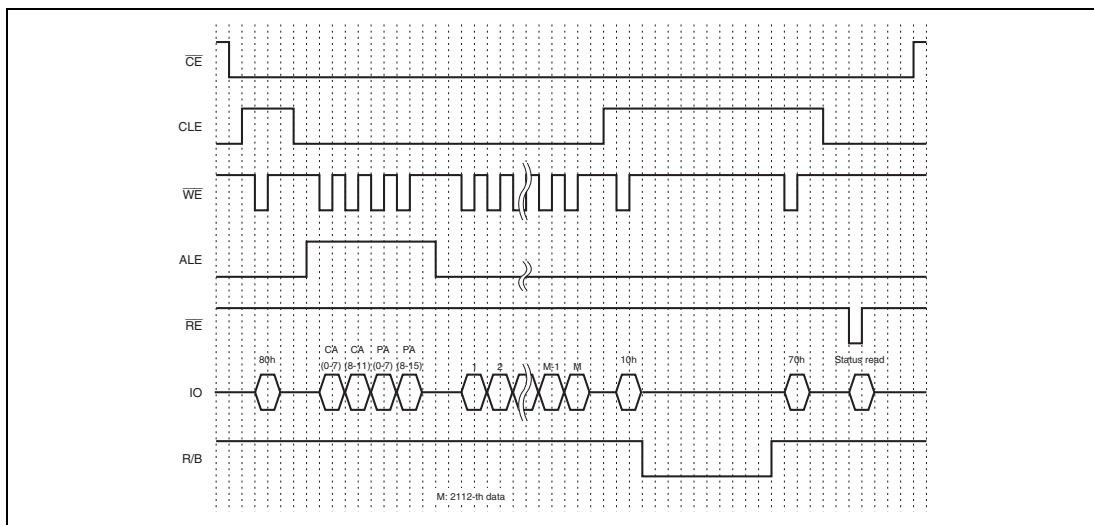 CE
CLE
WE
ALE
RE
CA CA PA PA
80h (0-7) (8-11) (0-7) (8-15) 1 2 M-1 M 10h 70h Status read
IO
R/B
M: 2112-th data